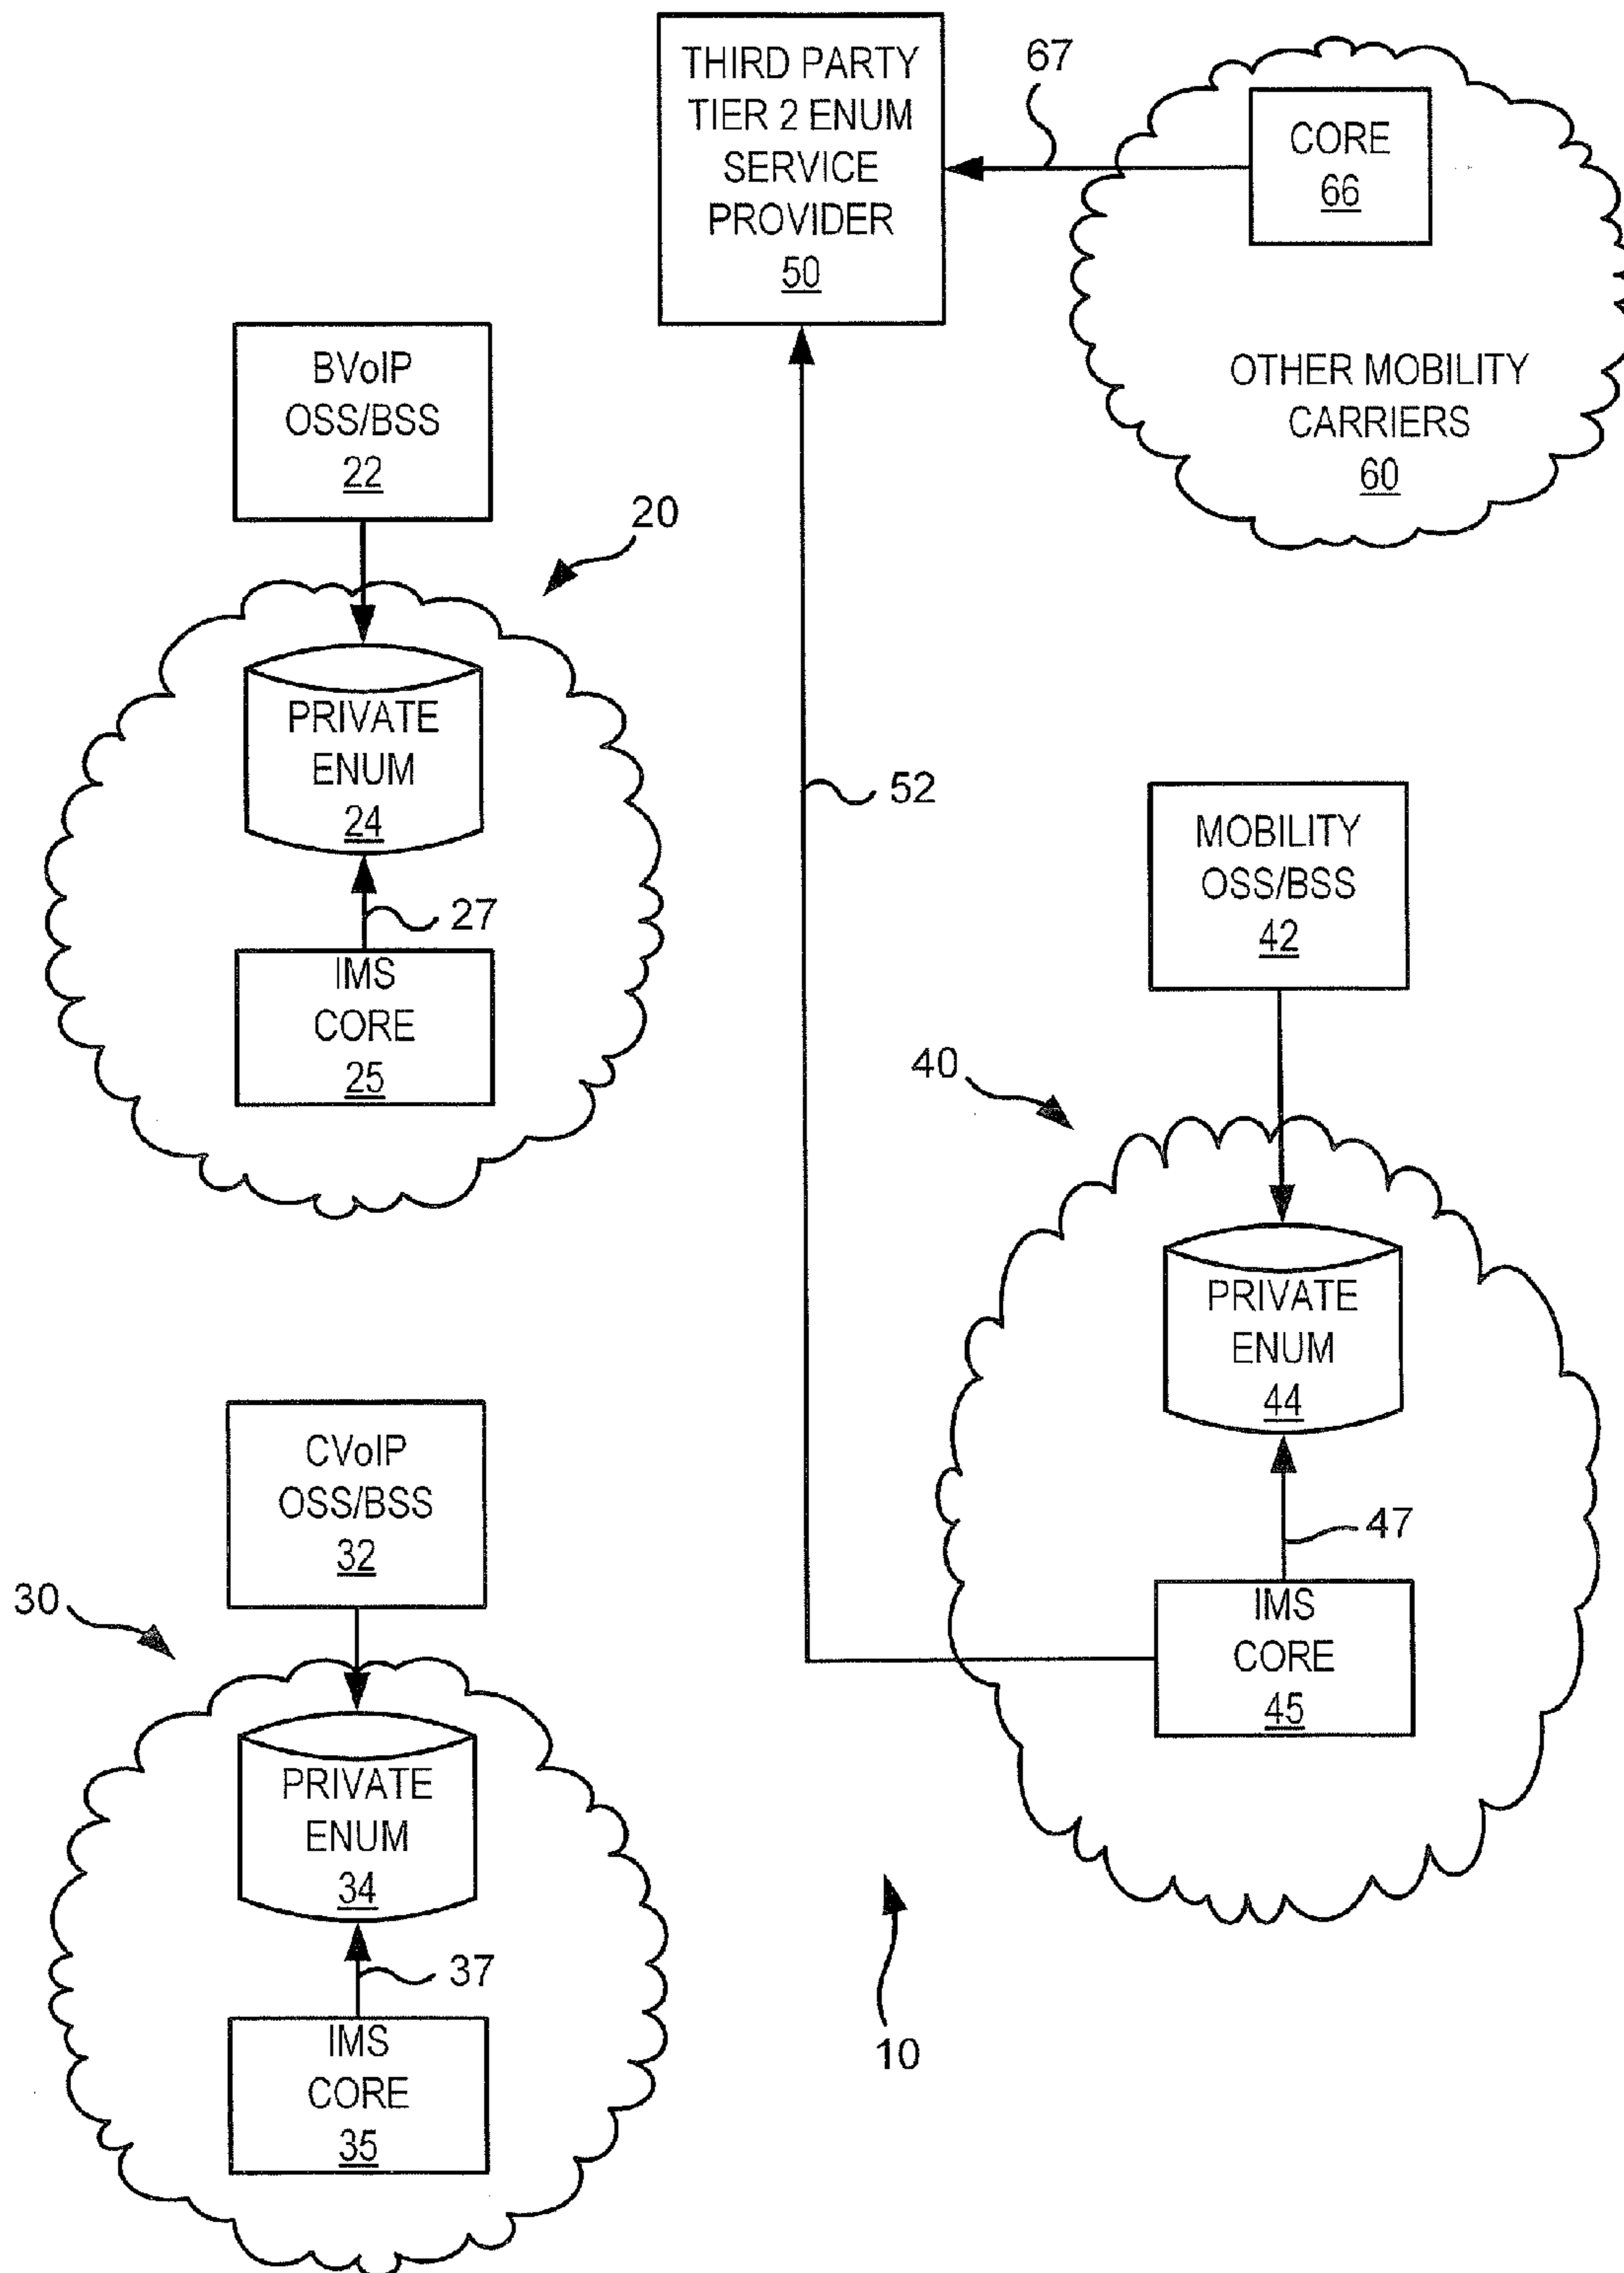 THIRD PARTY
TIER 2 ENUM
SERVICE
PROVIDER
50
67
CORE
66
OTHER MOBILITY
CARRIERS
60
BVoIP
OSS/BSS
22
20
PRIVATE
ENUM
24
27
IMS
CORE
25
52
MOBILITY
OSS/BSS
42
40
PRIVATE
ENUM
44
47
IMS
CORE
45
CVoIP
OSS/BSS
32
30
PRIVATE
ENUM
34
37
IMS
CORE
35
10